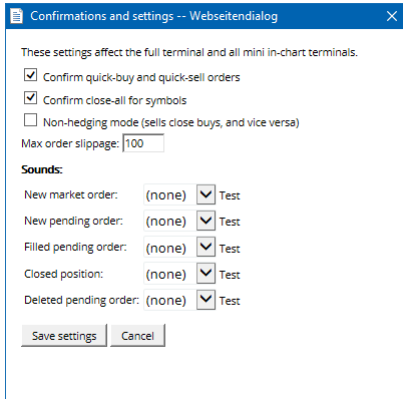 Confirmations and settings -- Webseitendialog
These settings affect the full terminal and all mini in-chart terminals.
Confirm quick-buy and quick-sell orders
Confirm close-all for symbols
Non-hedging mode (sells close buys, and vice versa)
Max order slippage: 100
Sounds:
New market order: (none) Test
New pending order: (none) Test
Filled pending order: (none) Test
Closed position: (none) Test
Deleted pending order: (none) Test
Save settings Cancel